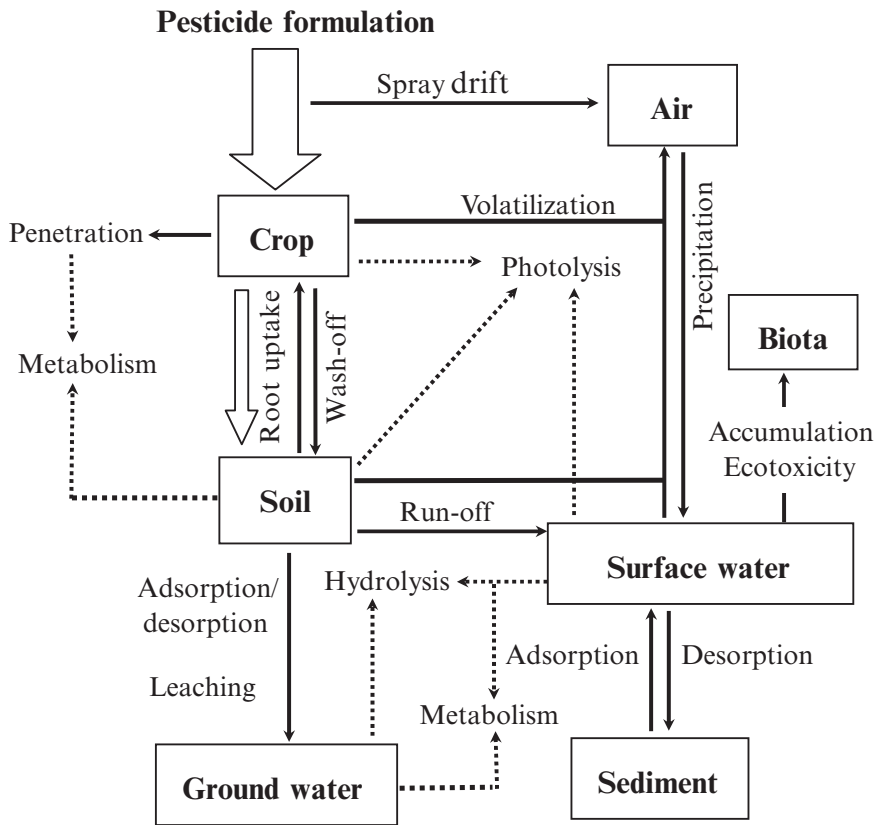 Pesticide formulation
Spray drift
Air
Volatilization
Precipitation
Penetration
Crop
Photolysis
Biota
Metabolism
Root uptake
Wash-off
Accumulation
Ecotoxicity
Soil
Run-off
Surface water
Adsorption/
desorption
Hydrolysis
Adsorption
Desorption
Leaching
Metabolism
Ground water
Sediment